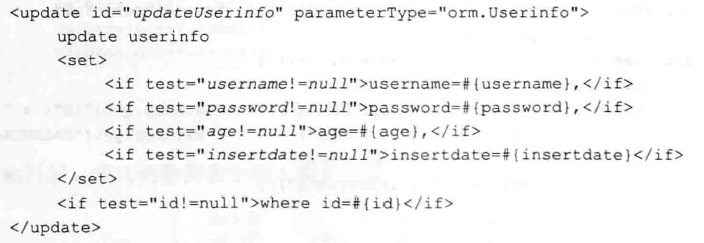 <update id="updateUserinfo" parameterType="orm.Userinfo">
    update userinfo
    <set>
        <if test="username!=null">username=#{username},</if>
        <if test="password!=null">password=#{password},</if>
        <if test="age!=null">age=#{age},</if>
        <if test="insertdate!=null">insertdate=#{insertdate}</if>
    </set>
    <if test="id!=null">where id=#{id}</if>
</update>